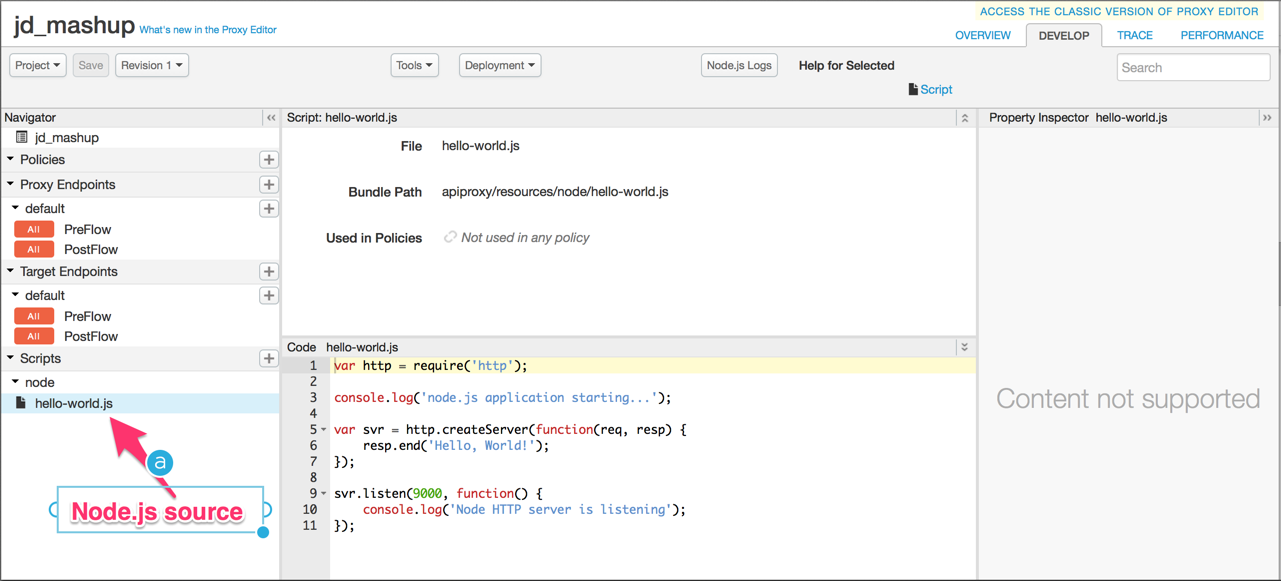 ACCESS THE CLASSIC VERSION OF PROXY EDITOR
jd_mashup What's new in the Proxy Editor
OVERVIEW DEVELOP TRACE PERFORMANCE
Project Save Revision 1 Tools Deployment Node.js Logs Help for Selected Search
Script
Navigator
jd_mashup
Policies
Proxy Endpoints
default
All PreFlow
All PostFlow
Target Endpoints
default
All PreFlow
All PostFlow
Scripts
node
hello-world.js
a
Node.js source
Script: hello-world.js
File hello-world.js
Bundle Path apiproxy/resources/node/hello-world.js
Used in Policies Not used in any policy
Code hello-world.js
1 var http = require('http');
2
3 console.log('node.js application starting...');
4
5 var svr = http.createServer(function(req, resp) {
6 resp.end('Hello, World!');
7 });
8
9 svr.listen(9000, function() {
10 console.log('Node HTTP server is listening');
11 });
Property Inspector hello-world.js
Content not supported